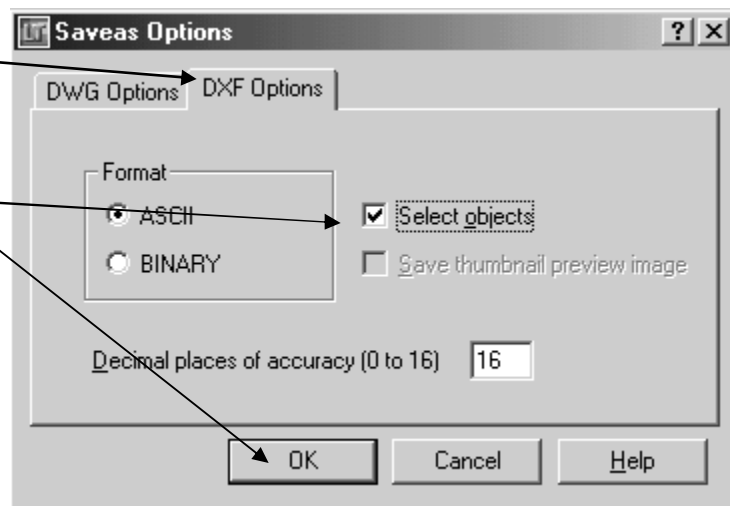 LT Saveas Options ? X
DWG Options DXF Options
Format
ASCII
Select objects
BINARY
Save thumbnail preview image
Decimal places of accuracy (0 to 16) 16
OK Cancel Help